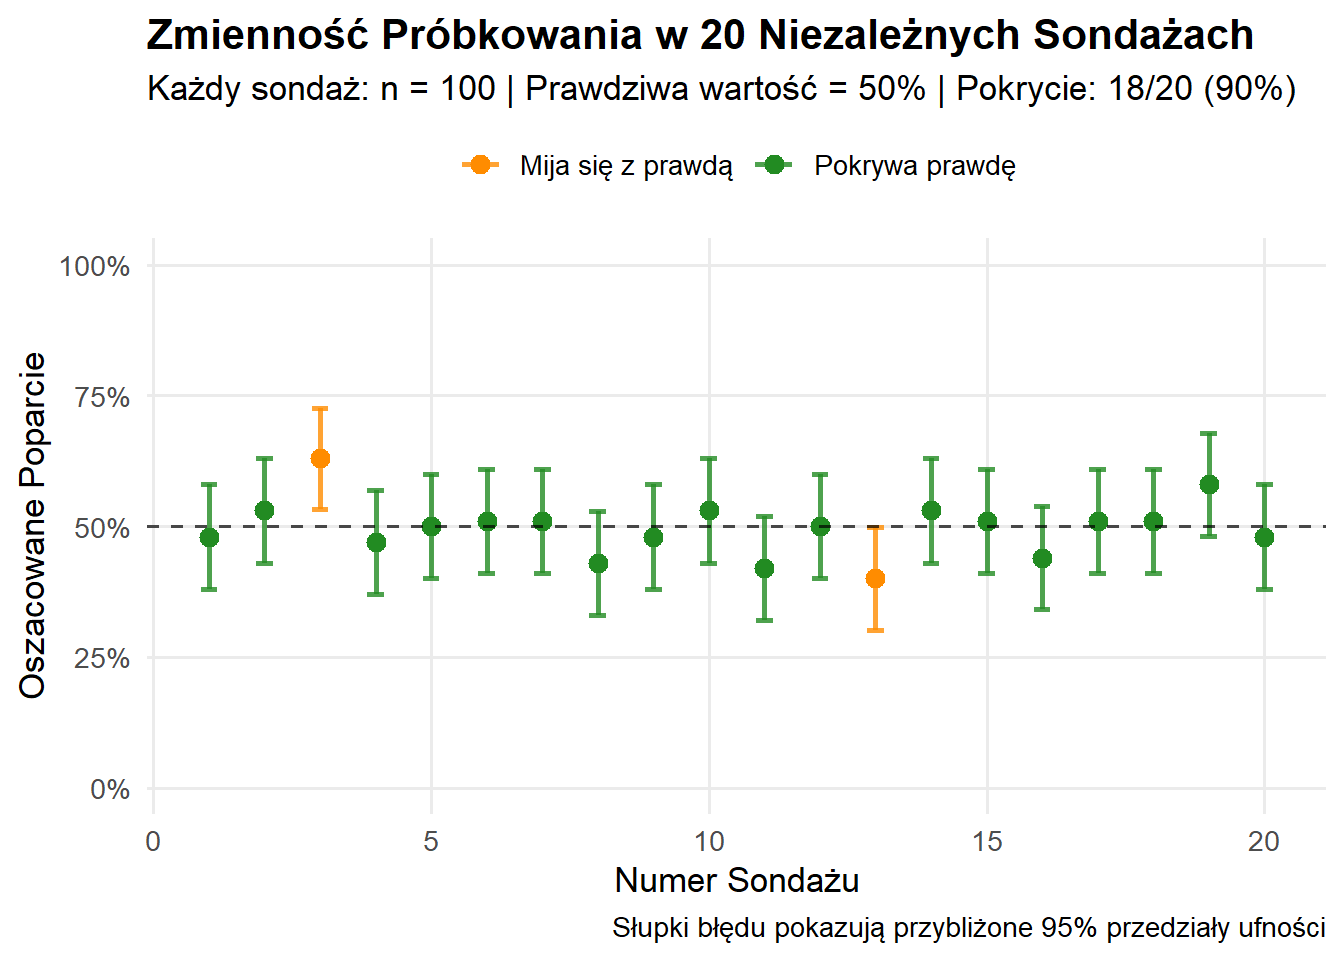 Zmienność Próbkowania w 20 Niezależnych Sondażach
Każdy sondaż: n = 100 | Prawdziwa wartość = 50% | Pokrycie: 18/20 (90%)
Mija się z prawdą
Pokrywa prawdę
Oszacowane Poparcie
100%
75%
50%
25%
0%
0
5
10
15
20
Numer Sondażu
Słupki błędu pokazują przybliżone 95% przedziały ufności